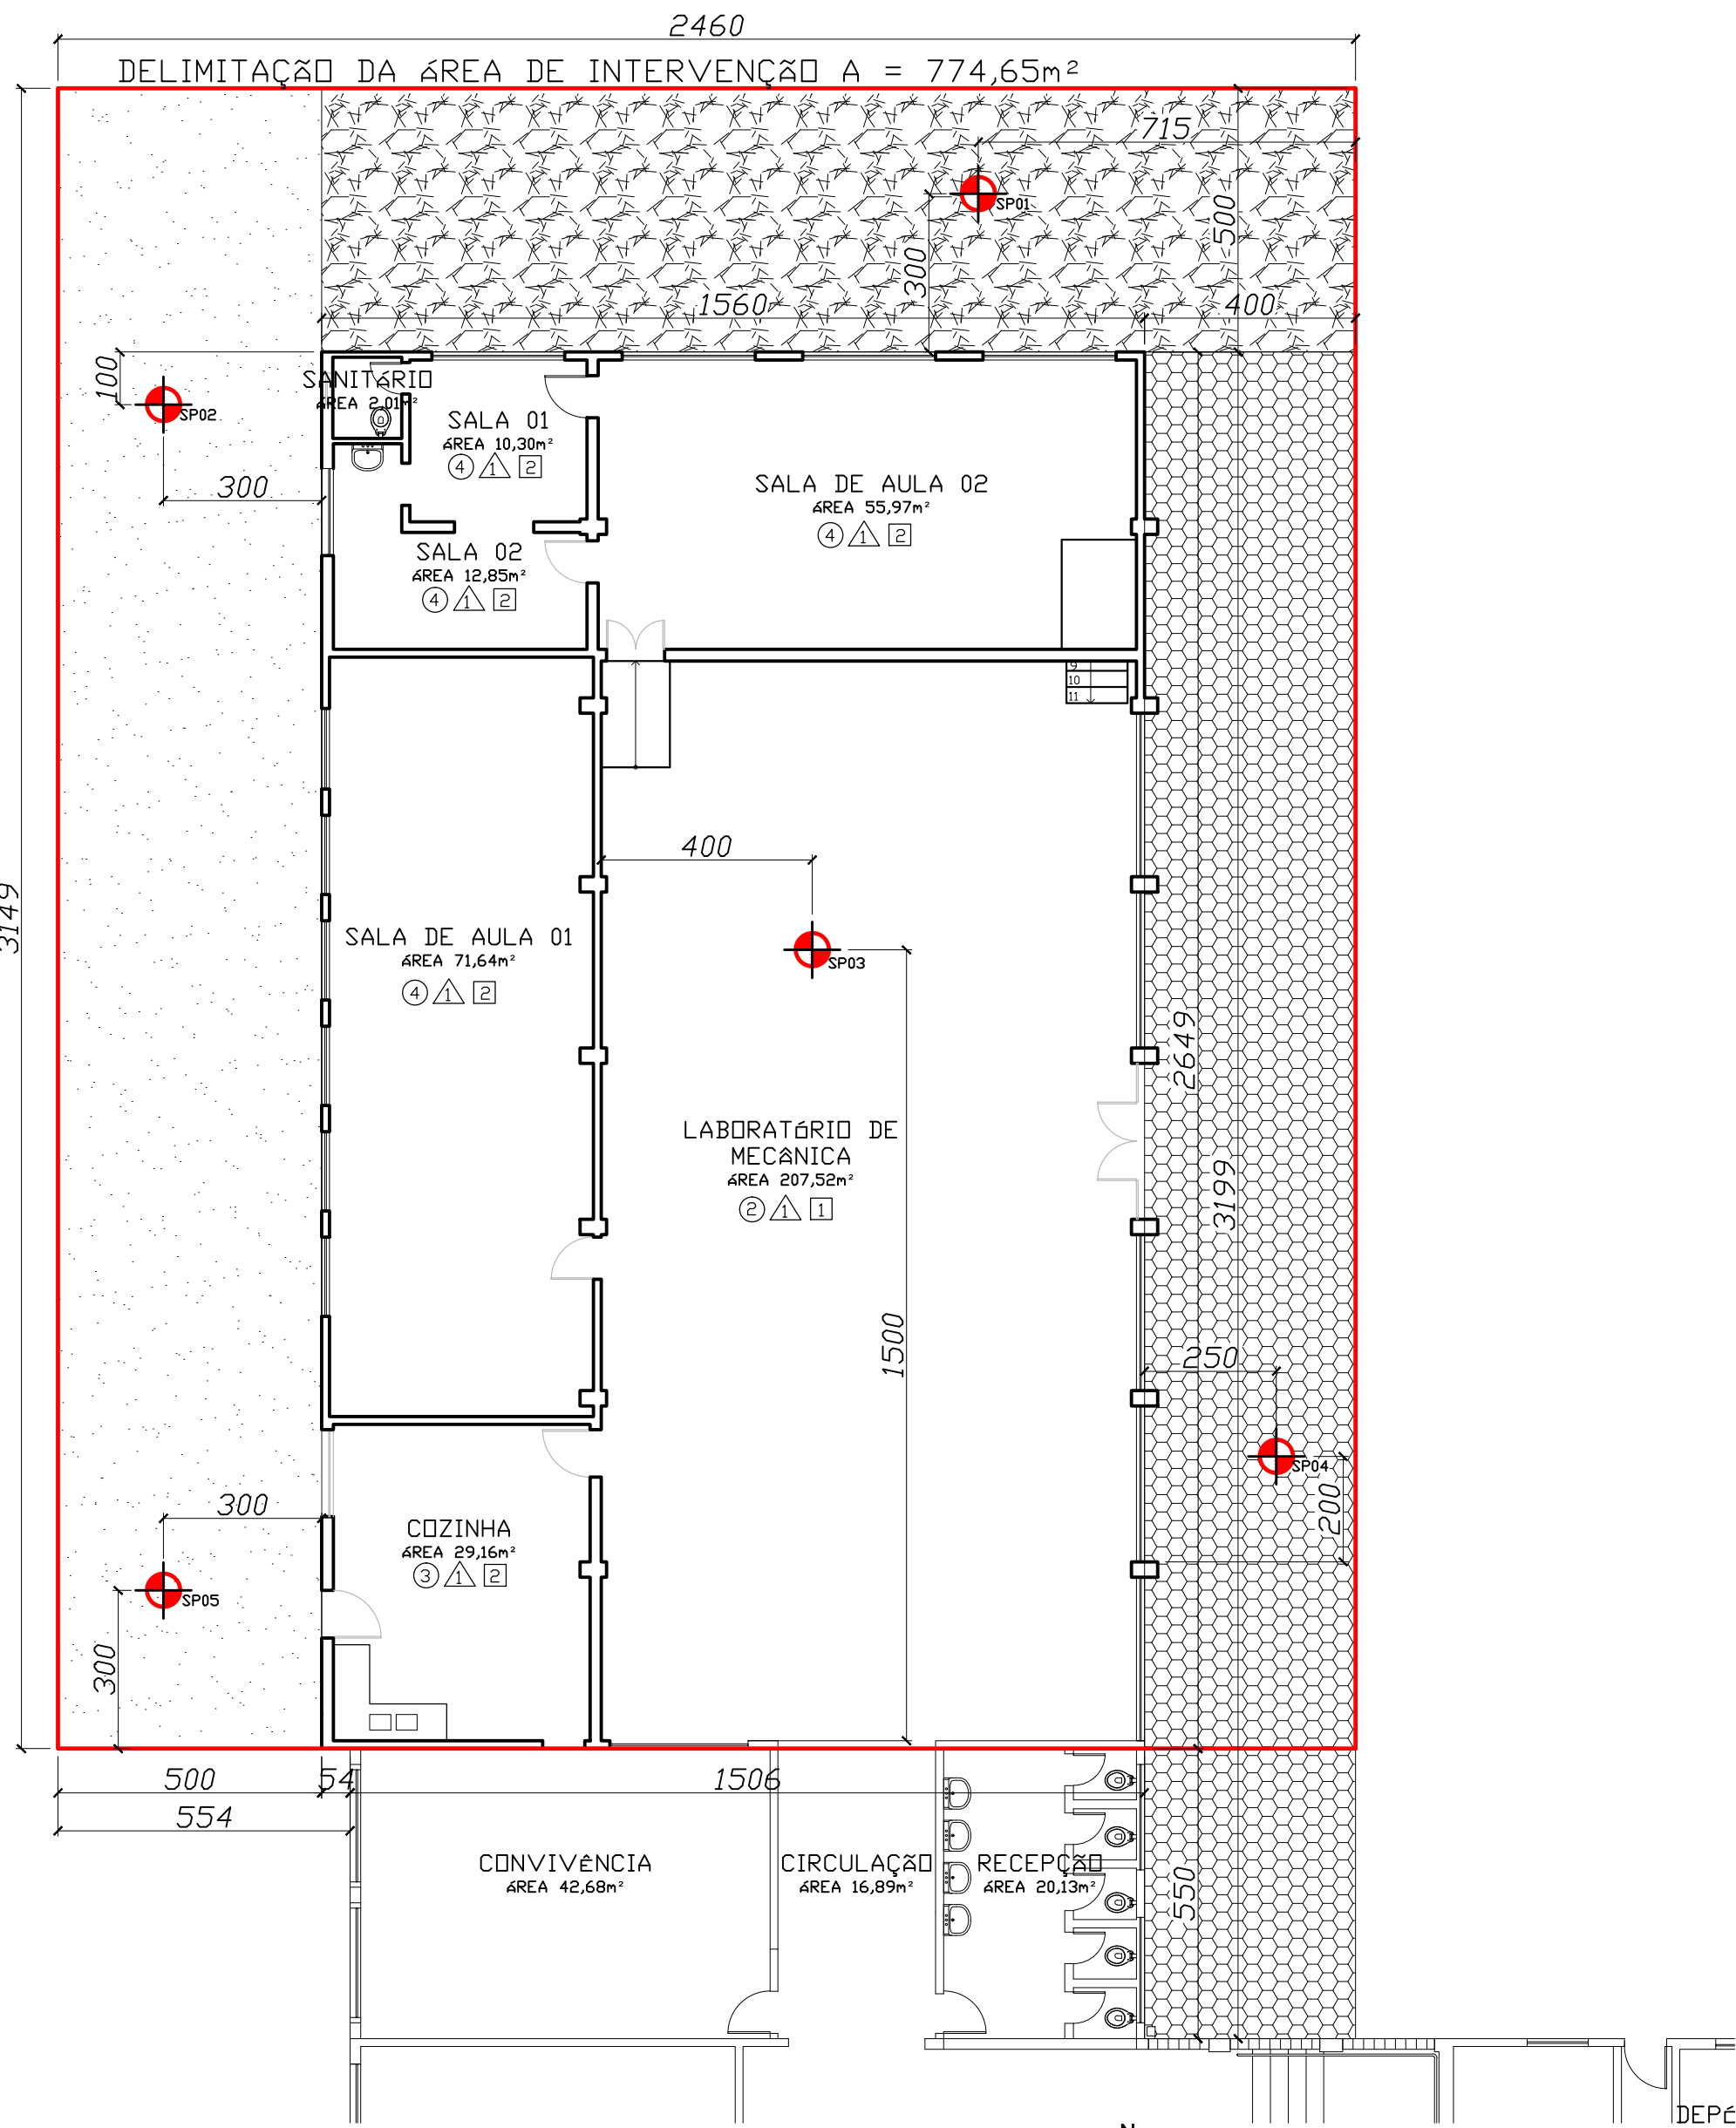 2460
DELIMITAÇÃO DA ÁREA DE INTERVENÇÃO A = 774,65m²
715
SP01
500
300
1560
400
100
SANITÁRIO
ÁREA 2,01m²
SP02
SALA 01
ÁREA 10,30m²
4 1 2
300
SALA DE AULA 02
ÁREA 55,97m²
4 1 2
SALA 02
ÁREA 12,85m²
4 1 2
9
10
11
400
3149
SALA DE AULA 01
ÁREA 71,64m²
4 1 2
SP03
2649
LABORATÓRIO DE
MECÂNICA
ÁREA 207,52m²
2 1 1
3199
1500
250
SP04
200
300
COZINHA
ÁREA 29,16m²
3 1 2
SP05
300
500
54
1506
554
CONVIVÊNCIA
ÁREA 42,68m²
CIRCULAÇÃO
ÁREA 16,89m²
RECEPÇÃO
ÁREA 20,13m²
550